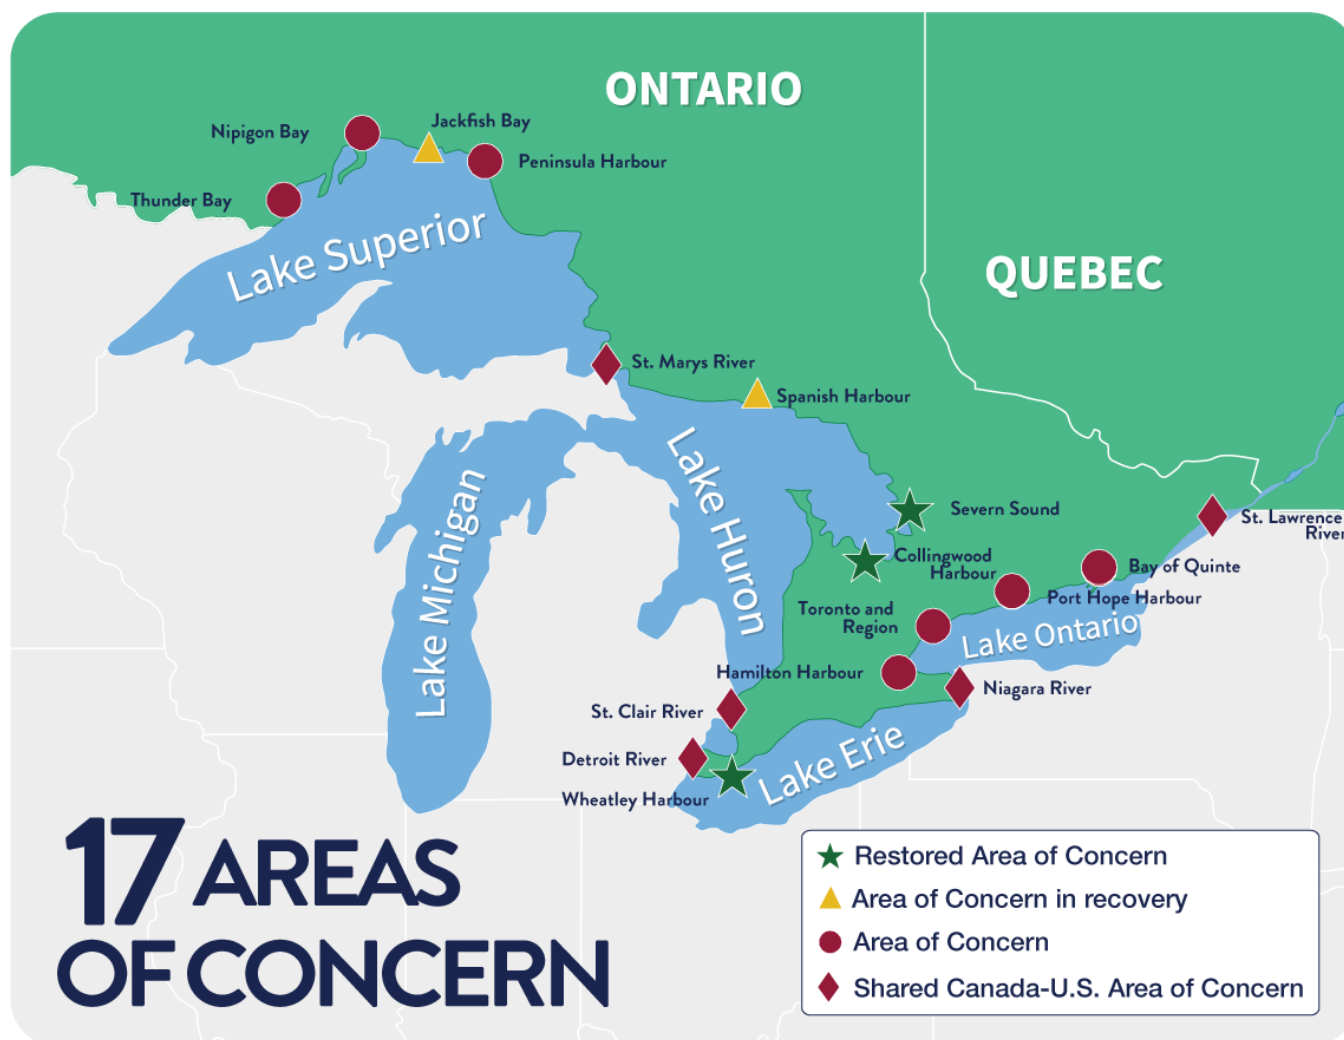 ONTARIO
Jackfish Bay
Nipigon Bay
Peninsula Harbour
Thunder Bay
Lake Superior
QUEBEC
St. Marys River
Spanish Harbour
Lake Michigan
Lake Huron
Severn Sound
St. Lawrence
River
Collingwood
Harbour
Bay of Quinte
Port Hope Harbour
Toronto and
Region
Lake Ontario
Hamilton Harbour
Niagara River
St. Clair River
Detroit River
Lake Erie
Wheatley Harbour
17 AREAS
OF CONCERN
Restored Area of Concern
Area of Concern in recovery
Area of Concern
Shared Canada-U.S. Area of Concern